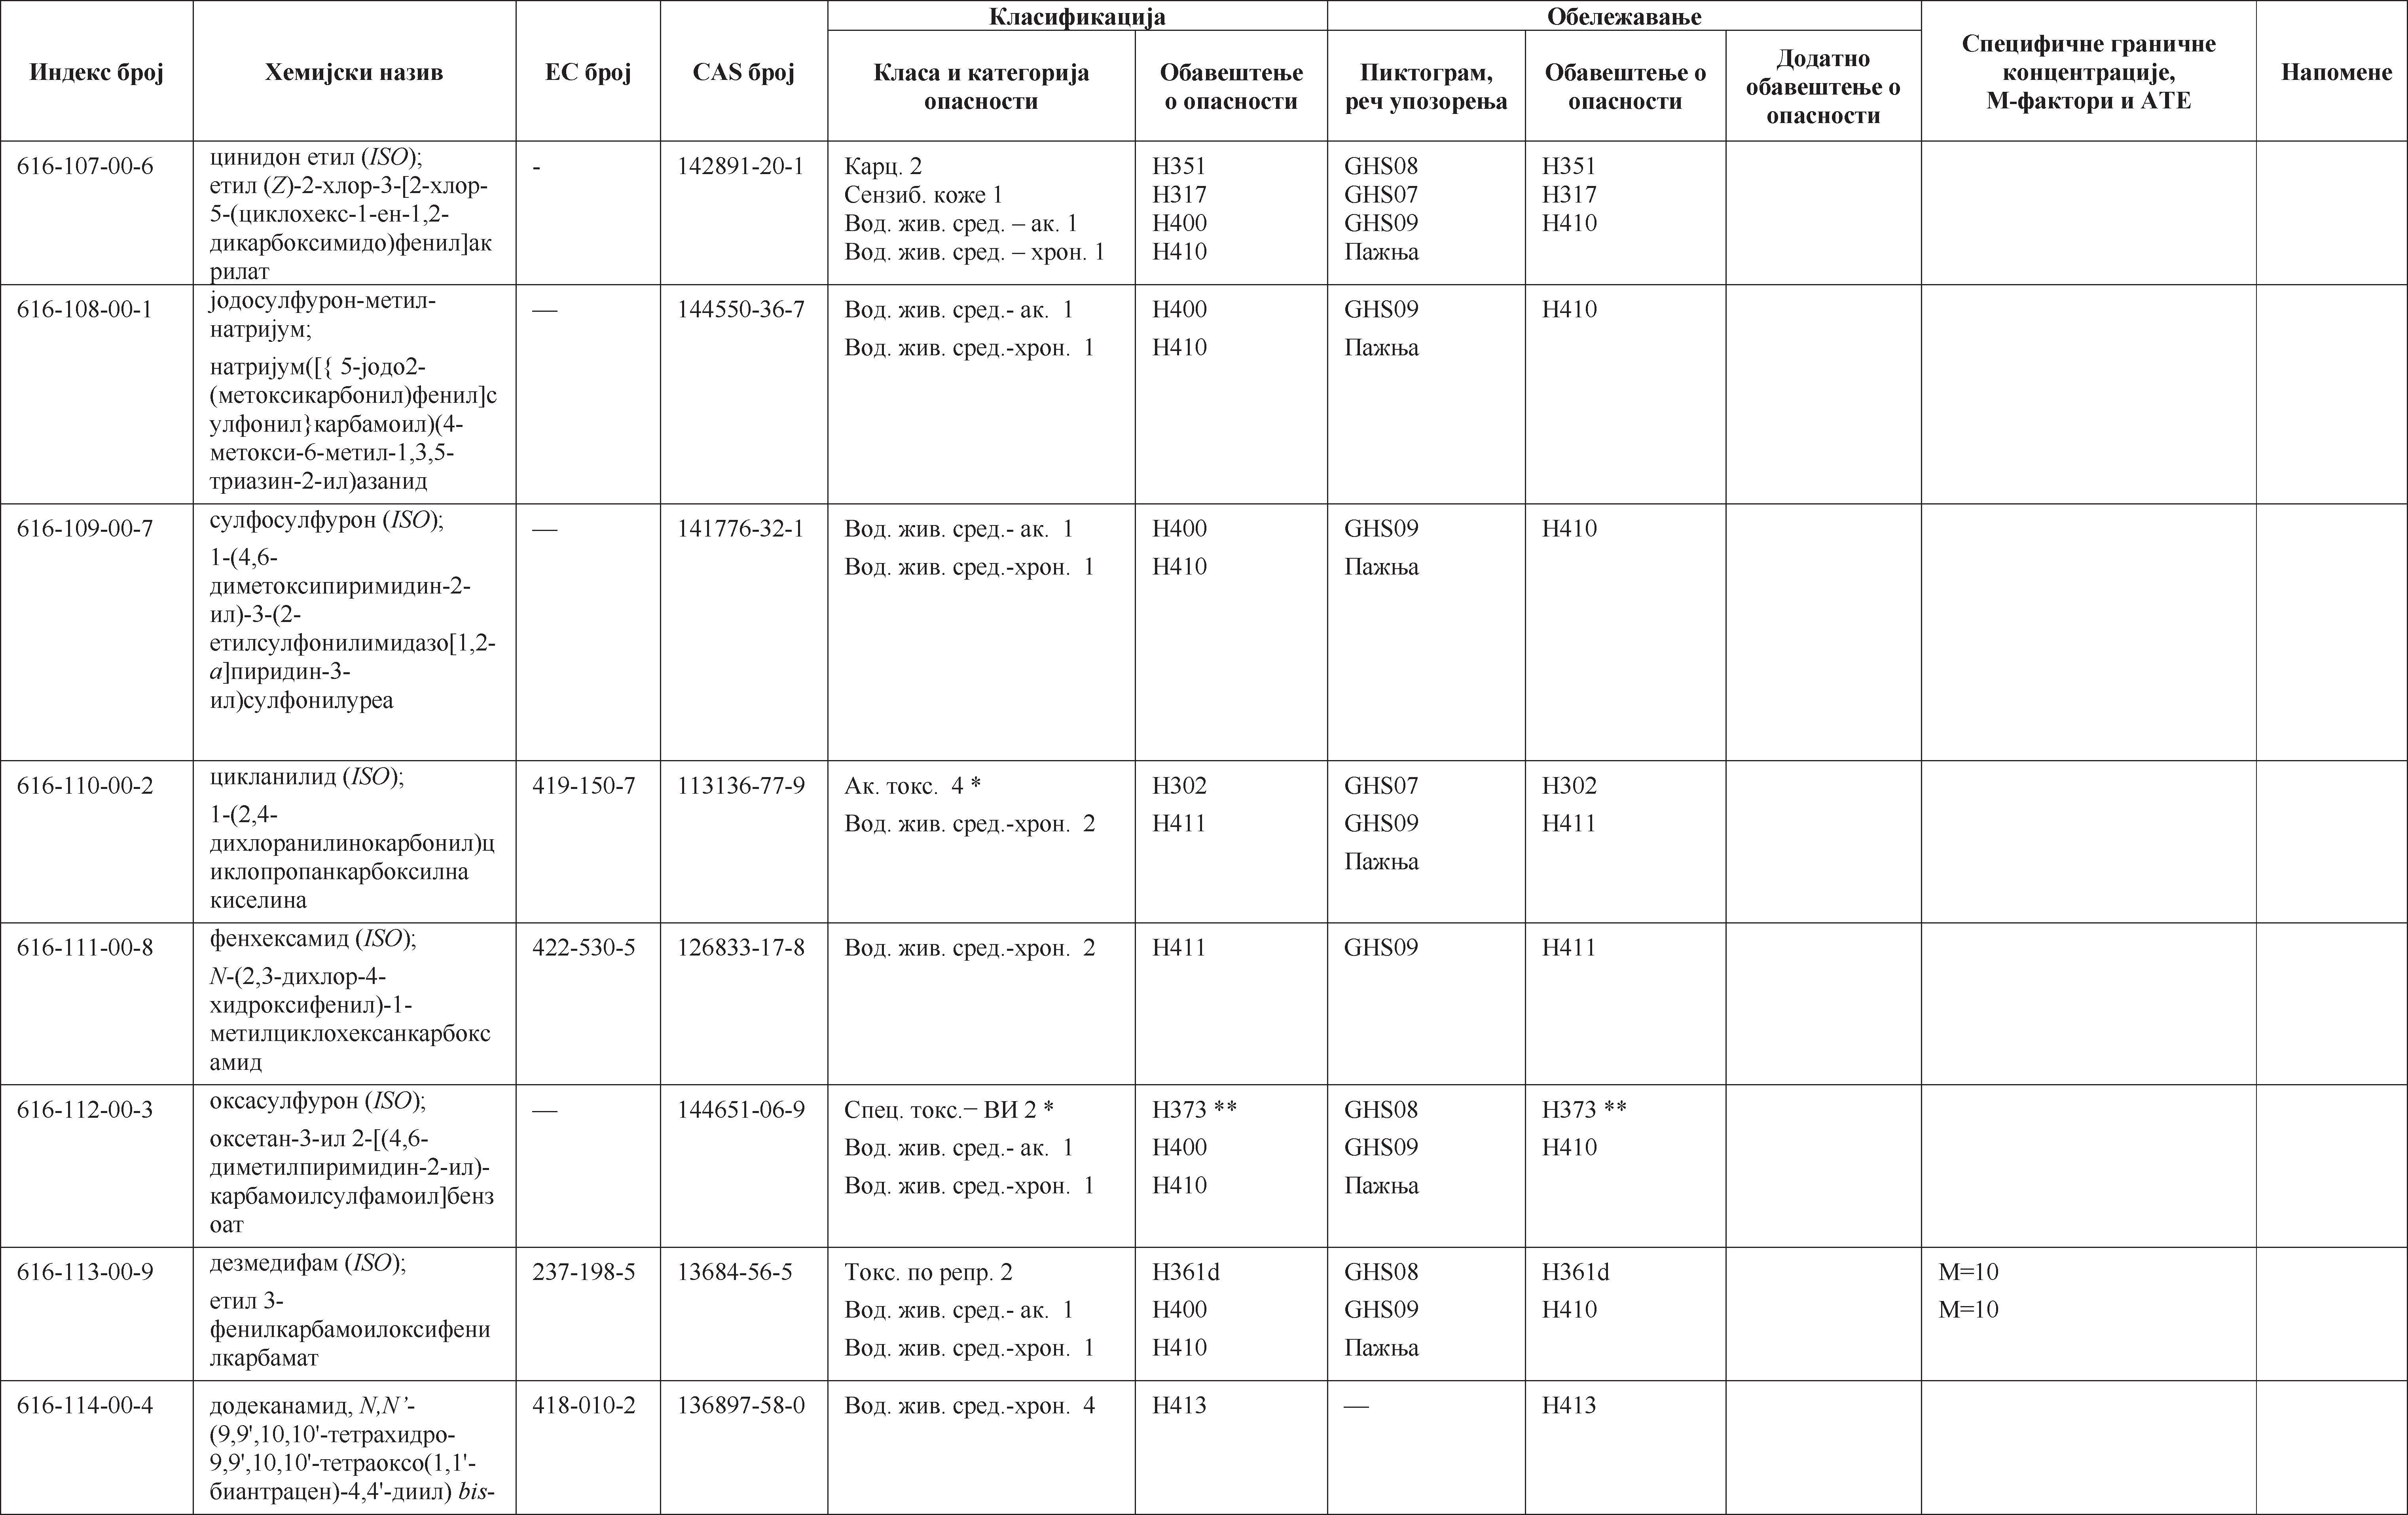 Класификација Обележавање
Индекс број Хемијски назив ЕС број CAS број Класа и категорија опасности Обавештење о опасности Пиктограм, реч упозорења Обавештење о опасности Додатно обавештење о опасности Специфичне граничне концентрације, М-фактори и АТЕ Напомене
616-107-00-6 цинидон етил (ISO); - 142891-20-1 Карц. 2 H351 GHS08 H351
етил (Z)-2-хлор-3-[2-хлор- Сензиб. коже 1 H317 GHS07 H317
5-(циклохекс-1-ен-1,2- Вод. жив. сред. – ак. 1 H400 GHS09 H410
дикарбоксимидо)фенил]ак Вод. жив. сред. – хрон. 1 H410 Пажња
рилат
616-108-00-1 јодосулфурон-метил- — 144550-36-7 Вод. жив. сред.- ак. 1 H400 GHS09 H410
натријум; Вод. жив. сред.-хрон. 1 H410 Пажња
натријум([{ 5-јодо2-
(метоксикарбонил)фенил]с
улфонил}карбамоил)(4-
метокси-6-метил-1,3,5-
триазин-2-ил)азанид
616-109-00-7 сулфосулфурон (ISO); — 141776-32-1 Вод. жив. сред.- ак. 1 H400 GHS09 H410
1-(4,6- Вод. жив. сред.-хрон. 1 H410 Пажња
диметоксипиримидин-2-
ил)-3-(2-
етилсулфонилимидазо[1,2-
a]пиридин-3-
ил)сулфонилуреа
616-110-00-2 цикланилид (ISO); 419-150-7 113136-77-9 Ак. токс. 4 * H302 GHS07 H302
1-(2,4- Вод. жив. сред.-хрон. 2 H411 GHS09 H411
дихлоранилинокарбонил)ц Пажња
иклопропанкарбоксилна
киселина
616-111-00-8 фенхексамид (ISO); 422-530-5 126833-17-8 Вод. жив. сред.-хрон. 2 H411 GHS09 H411
N-(2,3-дихлор-4-
хидроксифенил)-1-
метилциклохексанкарбокс
амид
616-112-00-3 оксасулфурон (ISO); — 144651-06-9 Спец. токс.− ВИ 2 * H373 ** GHS08 H373 **
оксетан-3-ил 2-[(4,6- Вод. жив. сред.- ак. 1 H400 GHS09 H410
диметилпиримидин-2-ил)- Вод. жив. сред.-хрон. 1 H410 Пажња
карбамоилсулфамоил]бенз
оат
616-113-00-9 дезмедифам (ISO); 237-198-5 13684-56-5 Токс. по репр. 2 H361d GHS08 H361d M=10
етил 3- Вод. жив. сред.- ак. 1 H400 GHS09 H410 M=10
фенилкарбамоилоксифени Вод. жив. сред.-хрон. 1 H410 Пажња
лкарбамат
616-114-00-4 додеканамид, N,N’- 418-010-2 136897-58-0 Вод. жив. сред.-хрон. 4 H413 — H413
(9,9',10,10'-тетрахидро-
9,9',10,10'-тетраоксо(1,1'-
биантрацен)-4,4'-диил) bis-